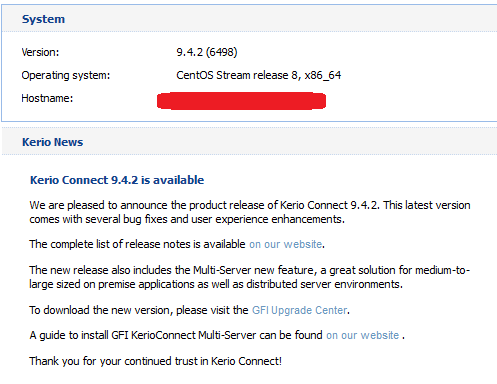 System
Version: 9.4.2 (6498)
Operating system: CentOS Stream release 8, x86_64
Hostname:
Kerio News
Kerio Connect 9.4.2 is available
We are pleased to announce the product release of Kerio Connect 9.4.2. This latest version
comes with several bug fixes and user experience enhancements.
The complete list of release notes is available on our website.
The new release also includes the Multi-Server new feature, a great solution for medium-to-
large sized on premise applications as well as distributed server environments.
To download the new version, please visit the GFI Upgrade Center.
A guide to install GFI KerioConnect Multi-Server can be found on our website .
Thank you for your continued trust in Kerio Connect!